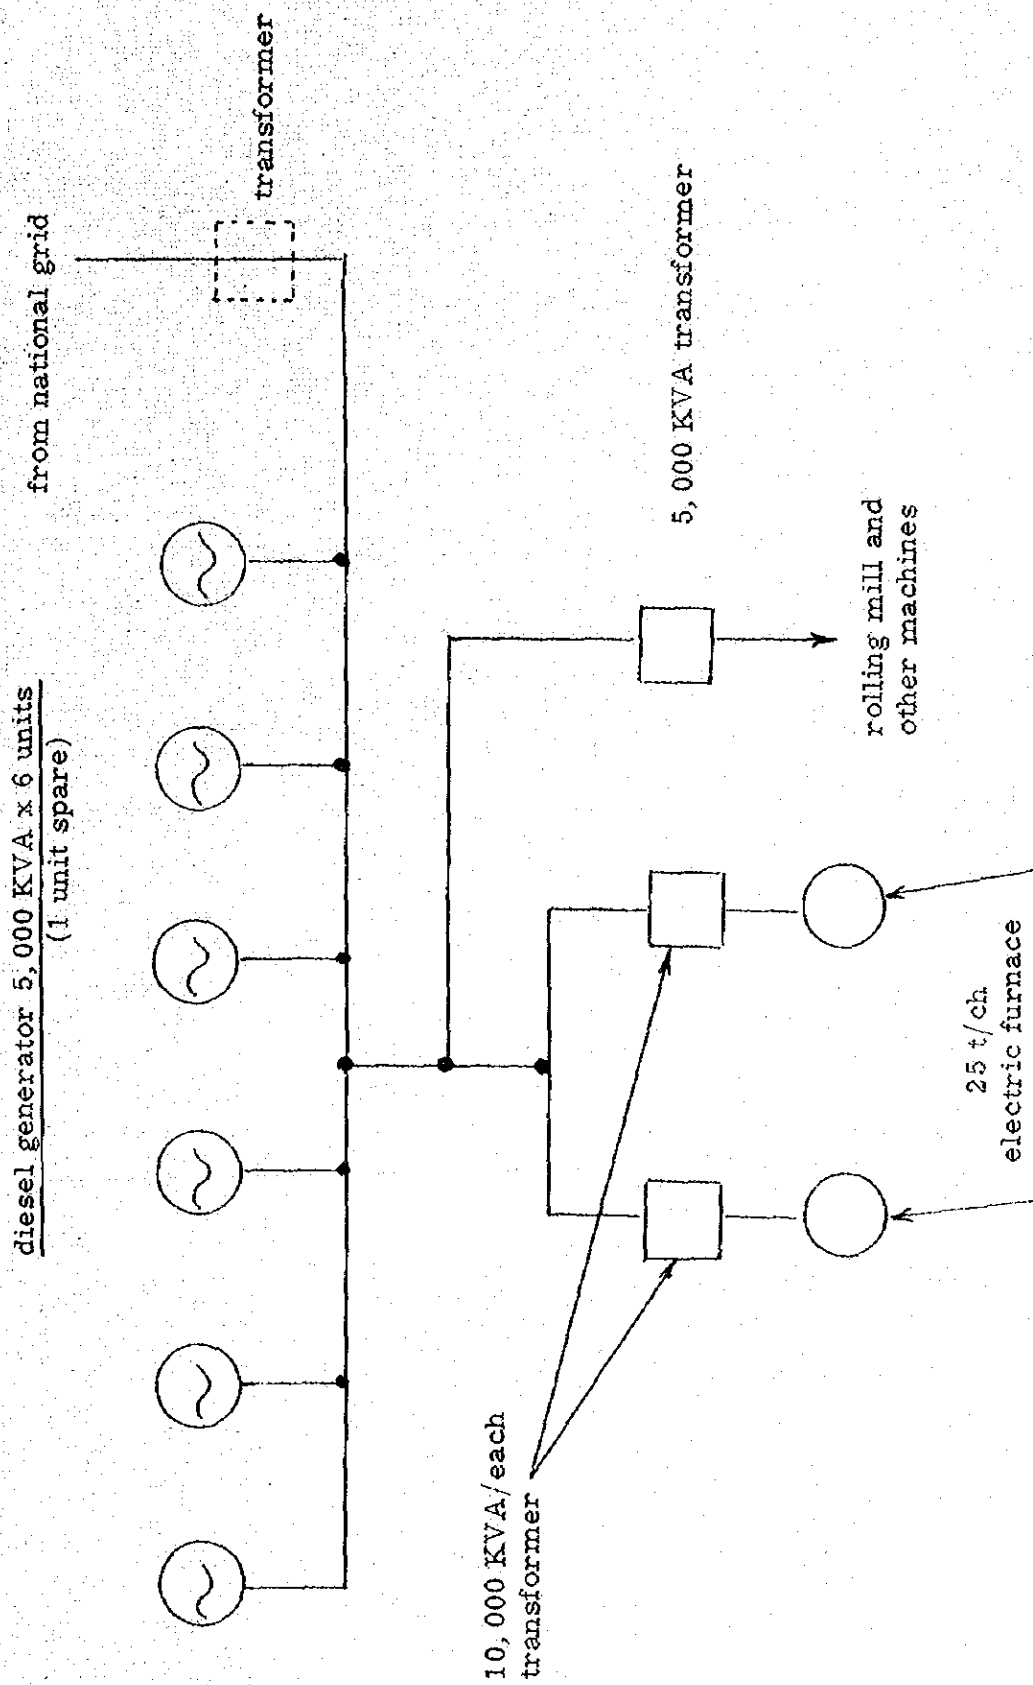 diesel generator 5,000 KVA x 6 units
(1 unit spare)
from national grid
transformer
10,000 KVA/each
transformer
5,000 KVA transformer
rolling mill and
other machines
25 t/ch
electric furnace